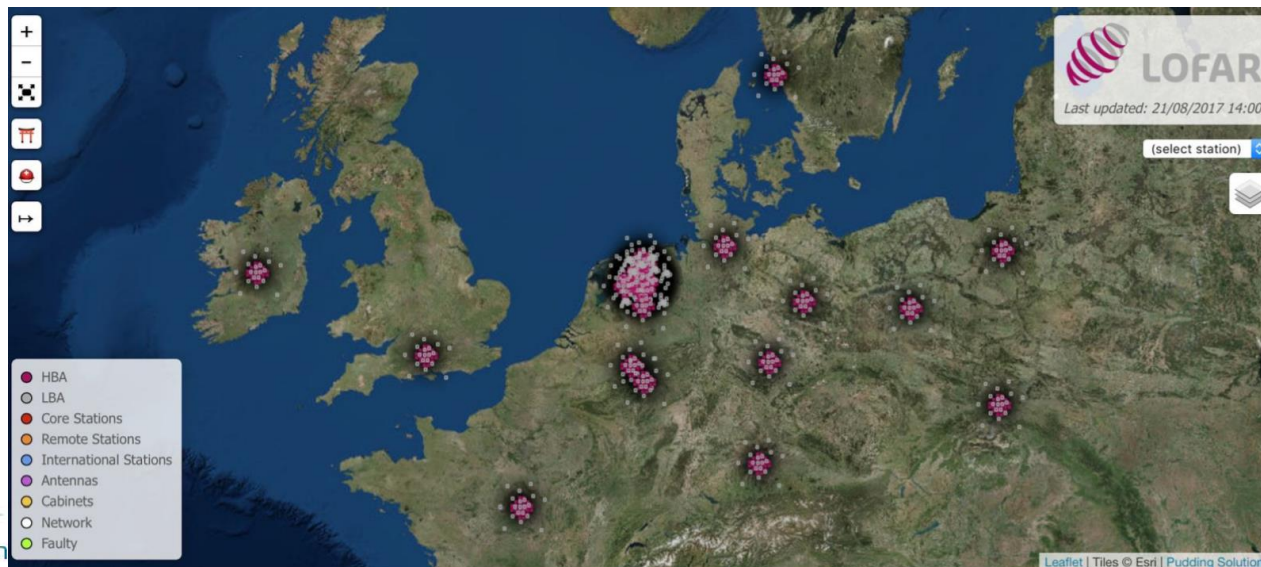 +
−
LOFAR
Last updated: 21/08/2017 14:00
(select station)
HBA
LBA
Core Stations
Remote Stations
International Stations
Antennas
Cabinets
Network
Faulty
Leaflet | Tiles © Esri | Pudding Solution